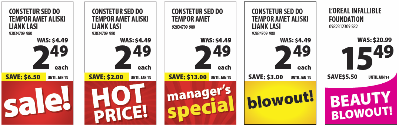 CONSTETUR SED DO
TEMPOR AMET ALISKI
LIANK LASI
WAS: $4.49
2 49
each
SAVE: $6.50
sale!
CONSTETUR SED DO
TEMPOR AMET ALISKI
LIANK LASI
WAS: $4.49
2 49
each
SAVE: $2.00
HOT
PRICE!
CONSTETUR SED DO
TEMPOR AMET
WAS: $4.49
2 49
each
SAVE: $13.00
manager's
special
CONSTETUR SED DO
TEMPOR AMET ALISKI
LIANK LASI
WAS: $4.49
2 49
each
SAVE: $3.00
blowout!
L'OREAL INFALLIBLE
FOUNDATION
WAS: $20.99
15 49
SAVE $5.50
BEAUTY
BLOWOUT!